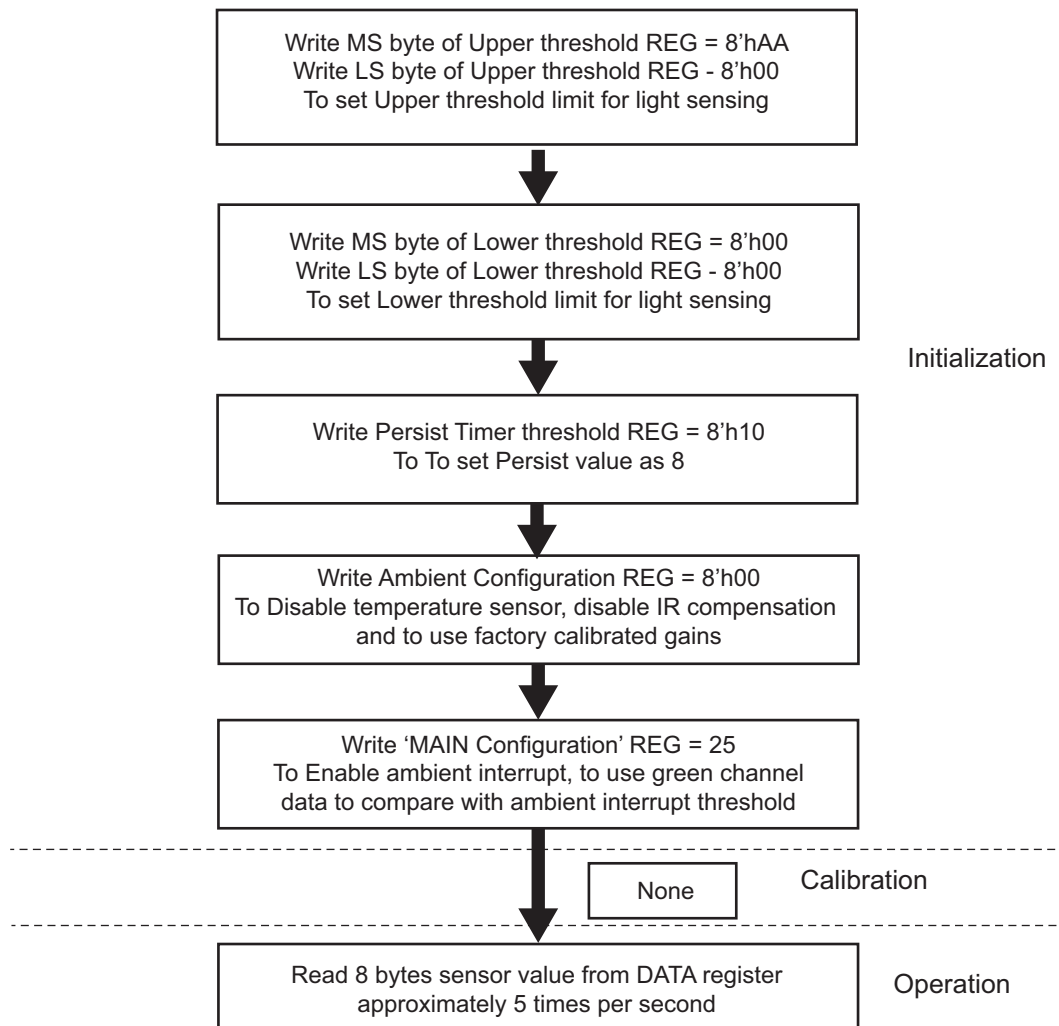 Write MS byte of Upper threshold REG = 8'hAA
Write LS byte of Upper threshold REG - 8'h00
To set Upper threshold limit for light sensing
Write MS byte of Lower threshold REG = 8'h00
Write LS byte of Lower threshold REG - 8'h00
To set Lower threshold limit for light sensing
Initialization
Write Persist Timer threshold REG = 8'h10
To To set Persist value as 8
Write Ambient Configuration REG = 8'h00
To Disable temperature sensor, disable IR compensation
and to use factory calibrated gains
Write ‘MAIN Configuration’ REG = 25
To Enable ambient interrupt, to use green channel
data to compare with ambient interrupt threshold
None
Calibration
Read 8 bytes sensor value from DATA register
approximately 5 times per second
Operation